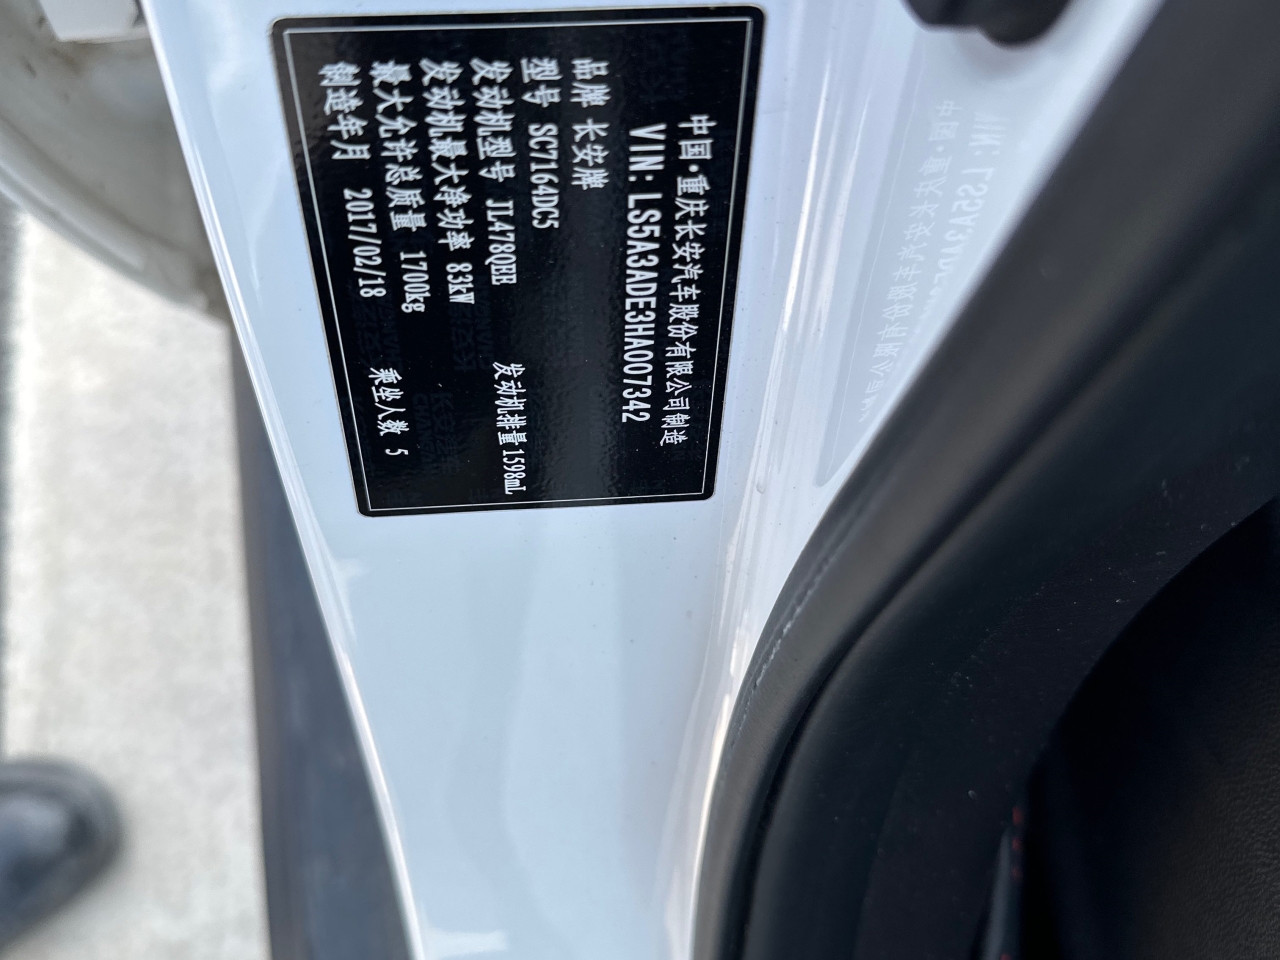 中国·重庆长安汽车股份有限公司制造
VIN: LS5A3ADE3HA007342
品牌 长安牌
型号 SC7164DC5
发动机型号 JL478QEE 发动机排量 1598mL
发动机最大净功率 83kW
最大允许总质量 1700kg 乘坐人数 5
制造年月 2017/02/18